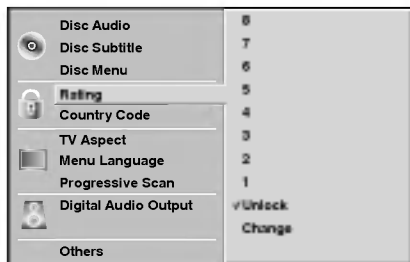 Disc Audio
Disc Subtitle
Disc Menu
Rating
Country Code
TV Aspect
Menu Language
Progressive Scan
Digital Audio Output
Others
8
7
6
5
4
3
2
1
√ Unlock
Change